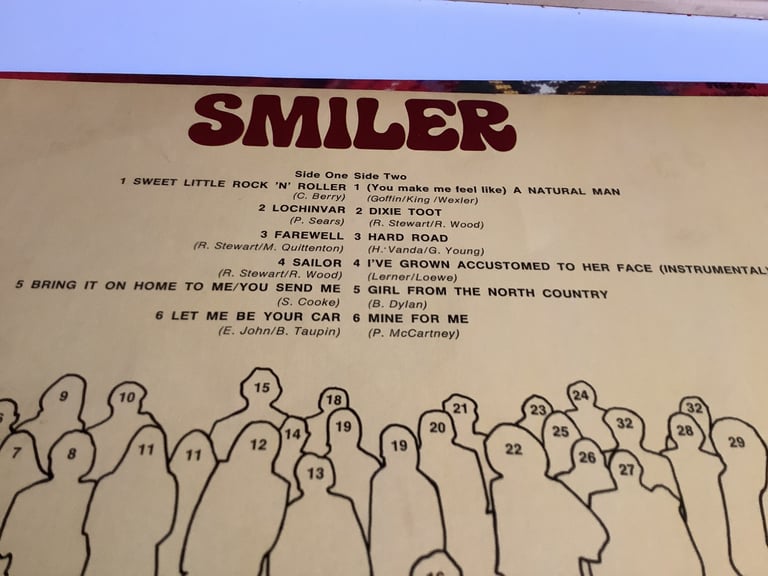 SMILER
Side One Side Two
1 SWEET LITTLE ROCK 'N' ROLLER 1 (You make me feel like) A NATURAL MAN
(C. Berry) (Goffin/King /Wexler)
2 LOCHINVAR 2 DIXIE TOOT
(P. Sears) (R. Stewart/R. Wood)
3 FAREWELL 3 HARD ROAD
(R. Stewart/M. Quittenton) (H. Vanda/G. Young)
4 SAILOR 4 I'VE GROWN ACCUSTOMED TO HER FACE (INSTRUMENTAL)
(R. Stewart/R. Wood) (Lerner/Loewe)
5 BRING IT ON HOME TO ME/YOU SEND ME 5 GIRL FROM THE NORTH COUNTRY
(S. Cooke) (B. Dylan)
6 LET ME BE YOUR CAR 6 MINE FOR ME
(E. John/B. Taupin) (P. McCartney)
9 10 15 18 21 23 24 32
6 7 8 11 11 12 14 19 19 20 22 25 32 28 29
13 26 27